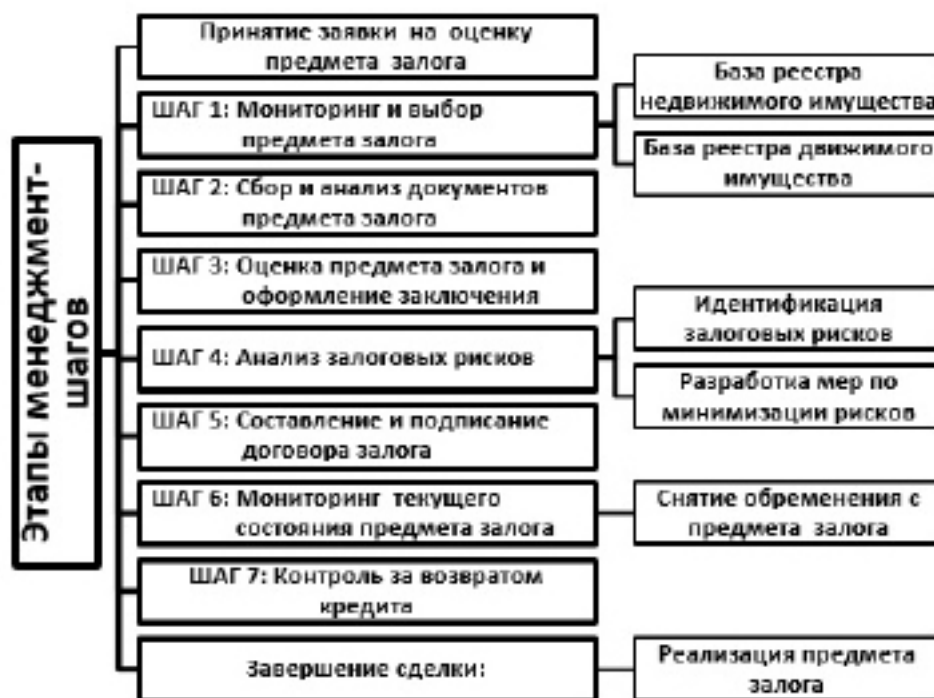 Этапы менеджмент-
шагов
Принятие заявки на оценку
предмета залога
ШАГ 1: Мониторинг и выбор
предмета залога
База реестра
недвижимого имущества
База реестра движимого
имущества
ШАГ 2: Сбор и анализ документов
предмета залога
ШАГ 3: Оценка предмета залога и
оформление заключения
ШАГ 4: Анализ залоговых рисков
Идентификация
залоговых рисков
Разработка мер по
минимизации рисков
ШАГ 5: Составление и подписание
договора залога
ШАГ 6: Мониторинг текущего
состояния предмета залога
Снятие обременения с
предмета залога
ШАГ 7: Контроль за возвратом
кредита
Завершение сделки:
Реализация предмета
залога